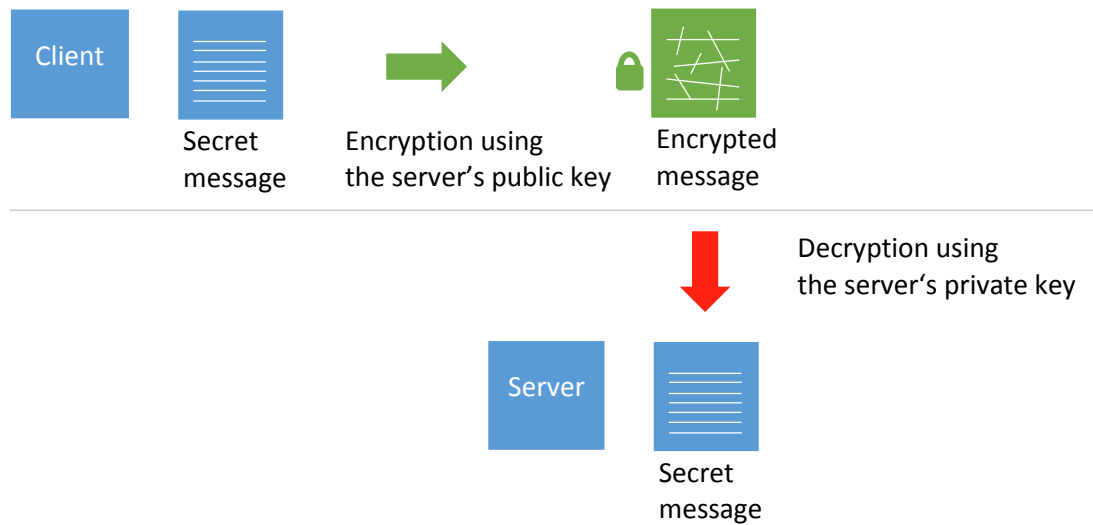 Client
Secret
message
Encryption using
the server’s public key
Encrypted
message
Decryption using
the server‘s private key
Server
Secret
message